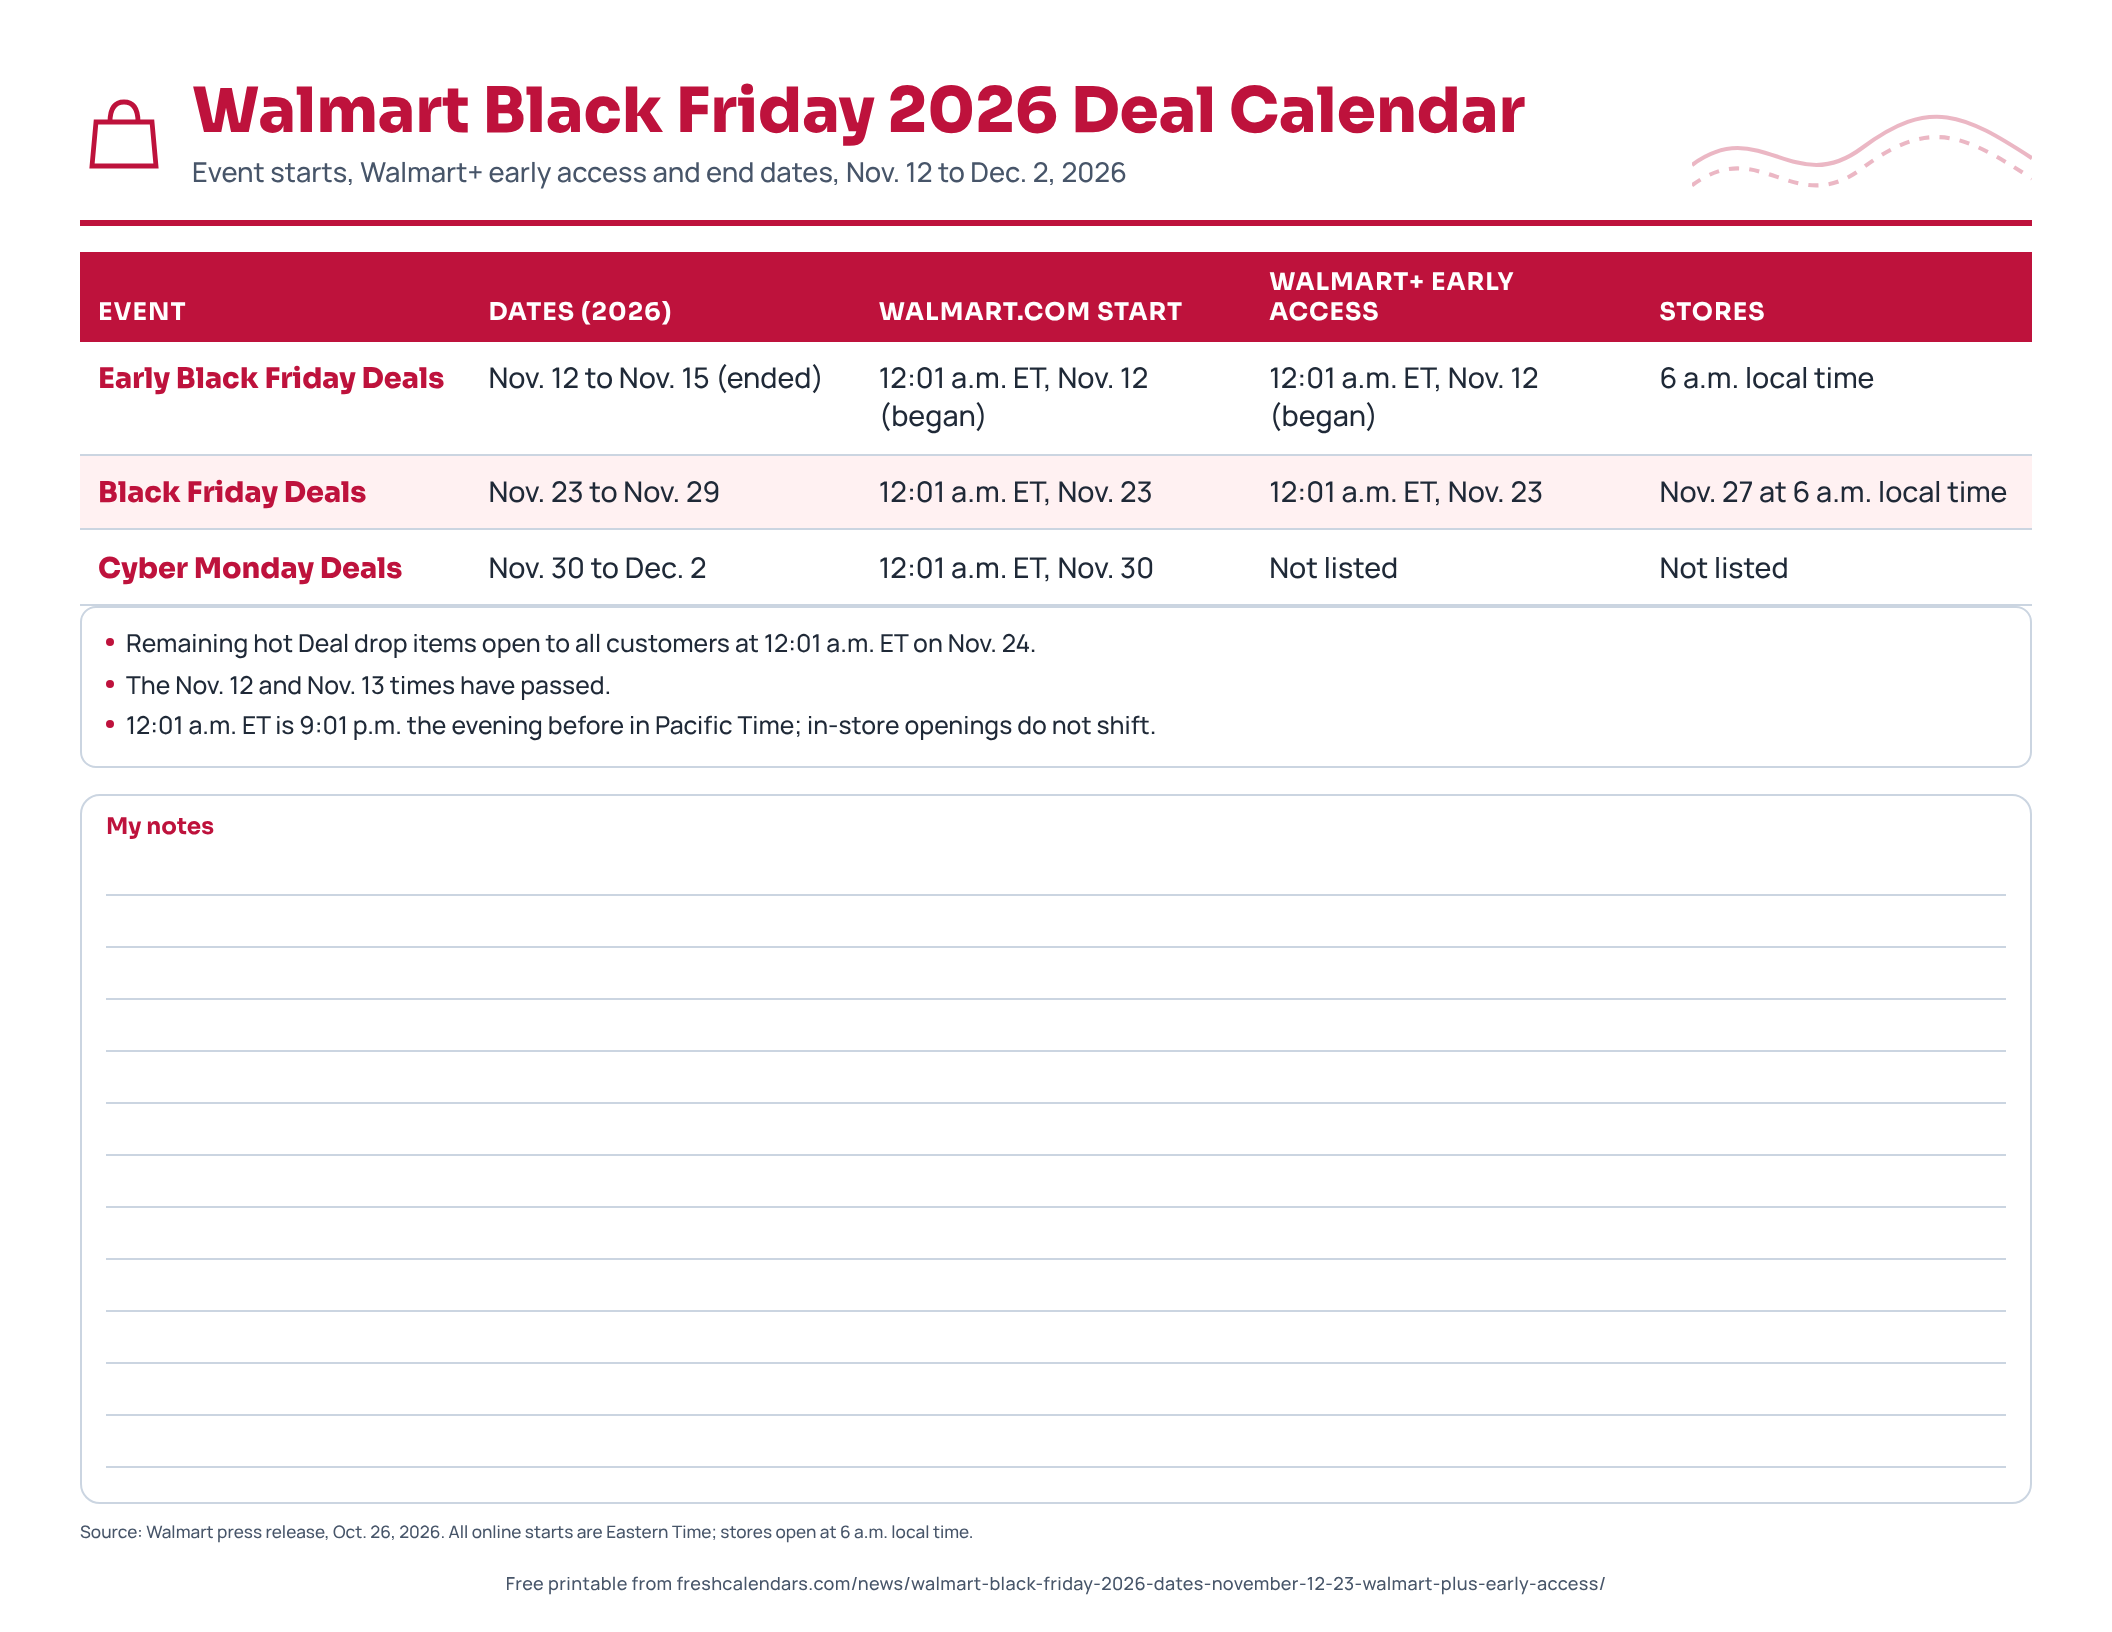 Walmart Black Friday 2026 Deal Calendar
Event starts, Walmart+ early access and end dates, Nov. 12 to Dec. 2, 2026
EVENT DATES (2026) WALMART.COM START WALMART+ EARLY ACCESS STORES
Early Black Friday Deals Nov. 12 to Nov. 15 (ended) 12:01 a.m. ET, Nov. 12 (began) 12:01 a.m. ET, Nov. 12 (began) 6 a.m. local time
Black Friday Deals Nov. 23 to Nov. 29 12:01 a.m. ET, Nov. 23 12:01 a.m. ET, Nov. 23 Nov. 27 at 6 a.m. local time
Cyber Monday Deals Nov. 30 to Dec. 2 12:01 a.m. ET, Nov. 30 Not listed Not listed
• Remaining hot Deal drop items open to all customers at 12:01 a.m. ET on Nov. 24.
• The Nov. 12 and Nov. 13 times have passed.
• 12:01 a.m. ET is 9:01 p.m. the evening before in Pacific Time; in-store openings do not shift.
My notes
Source: Walmart press release, Oct. 26, 2026. All online starts are Eastern Time; stores open at 6 a.m. local time.
Free printable from freshcalendars.com/news/walmart-black-friday-2026-dates-november-12-23-walmart-plus-early-access/